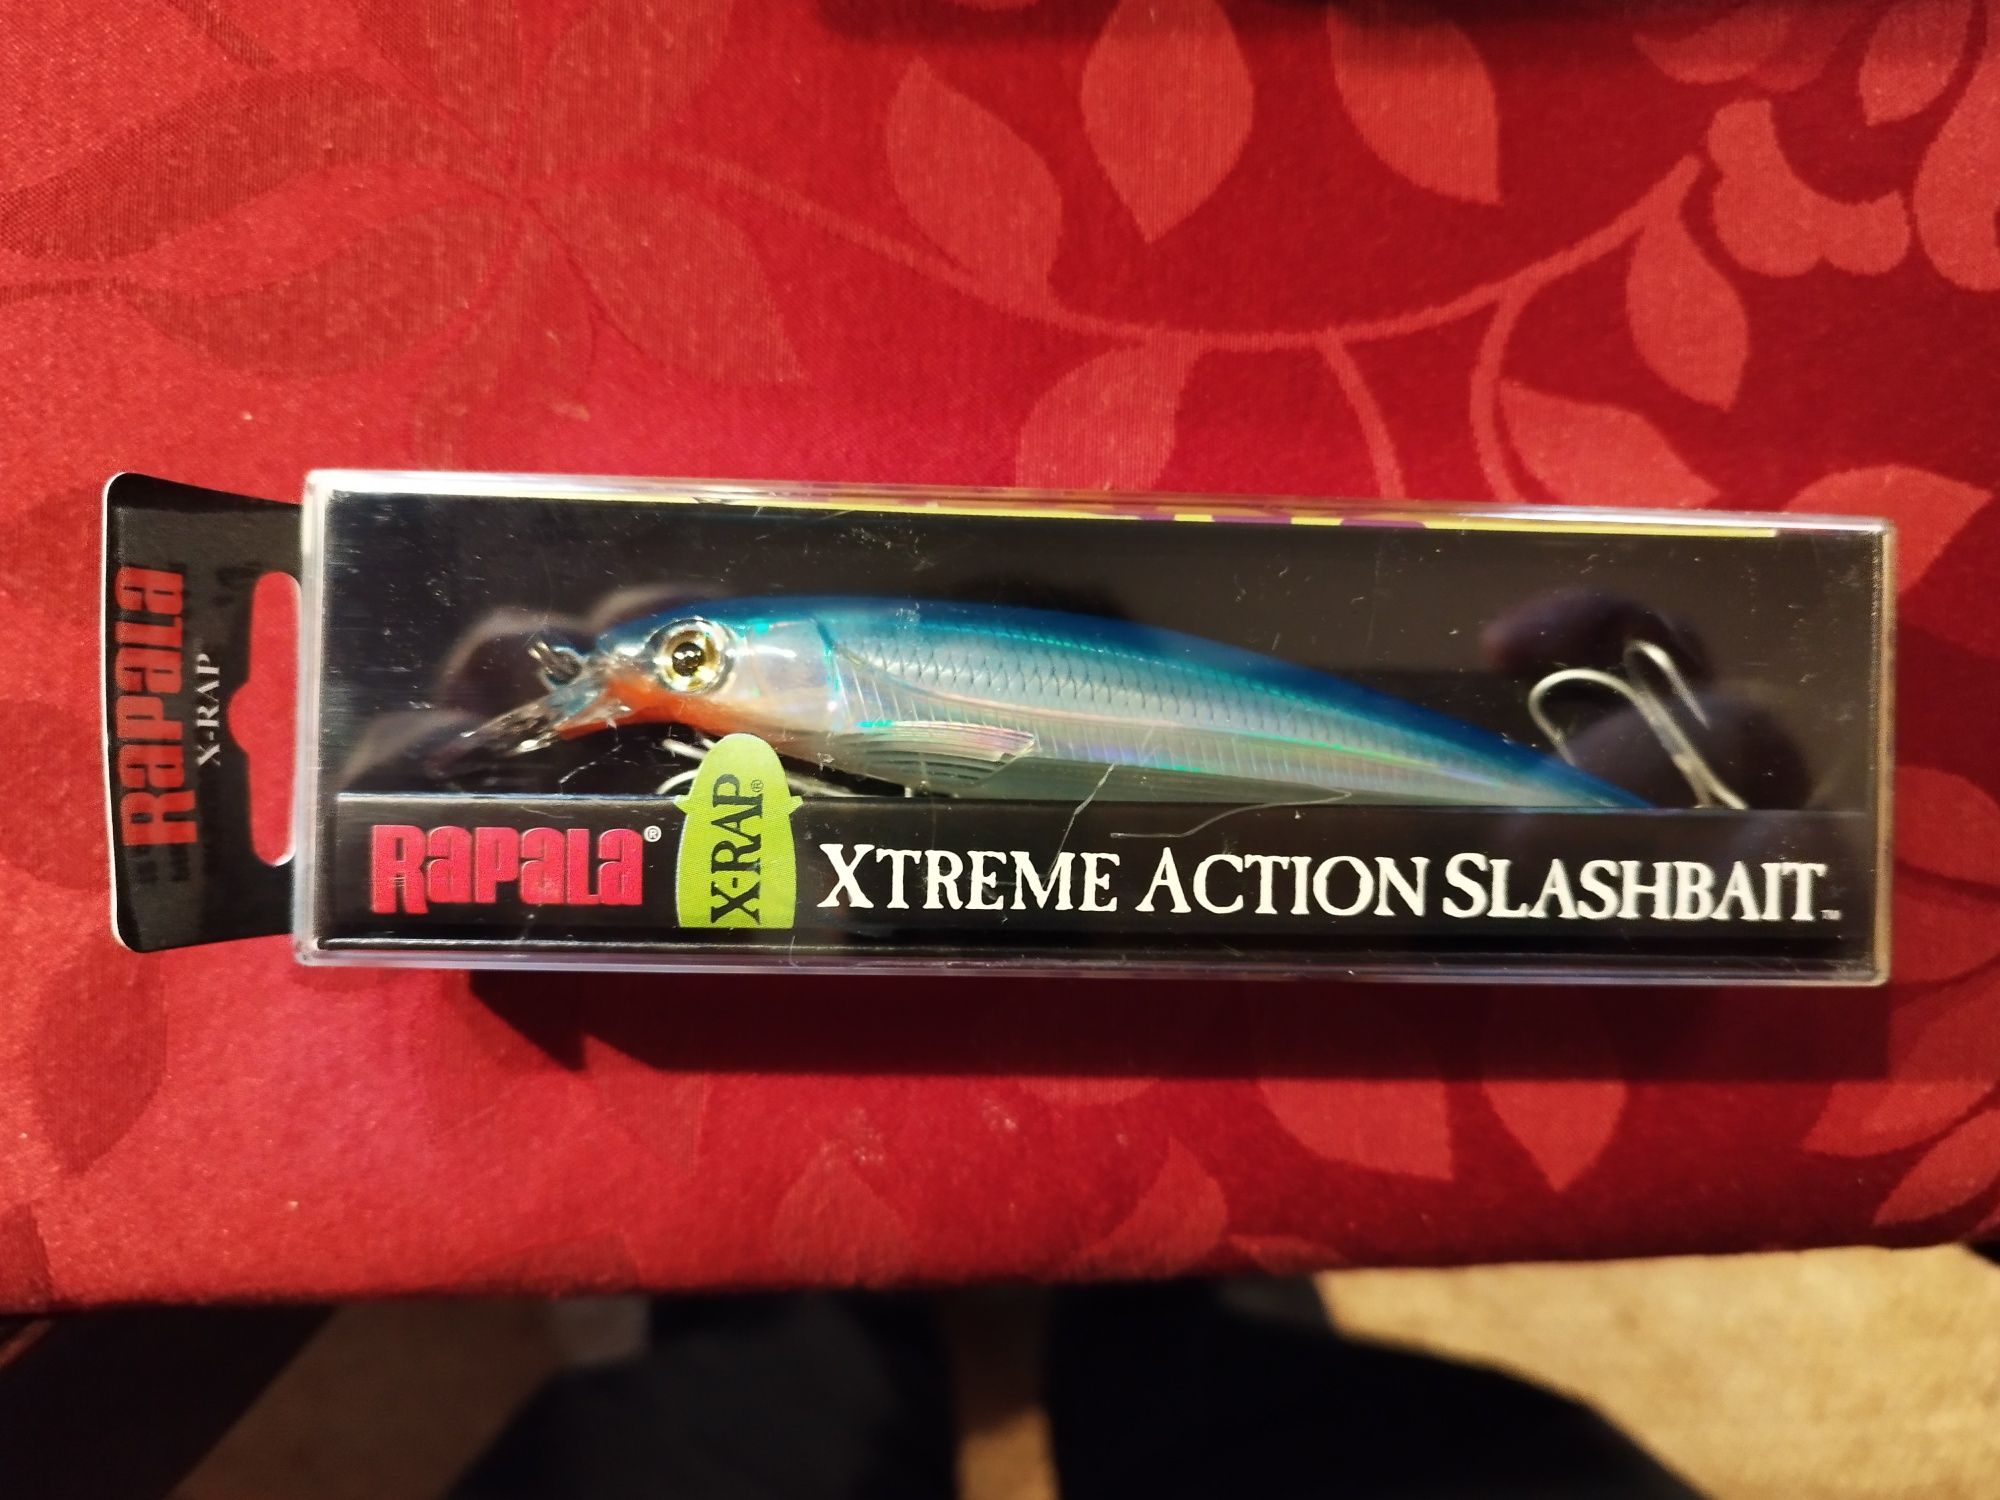 RAPALA
X-RAP
RAPALA®
X-RAP®
XTREME ACTION SLASHBAIT™